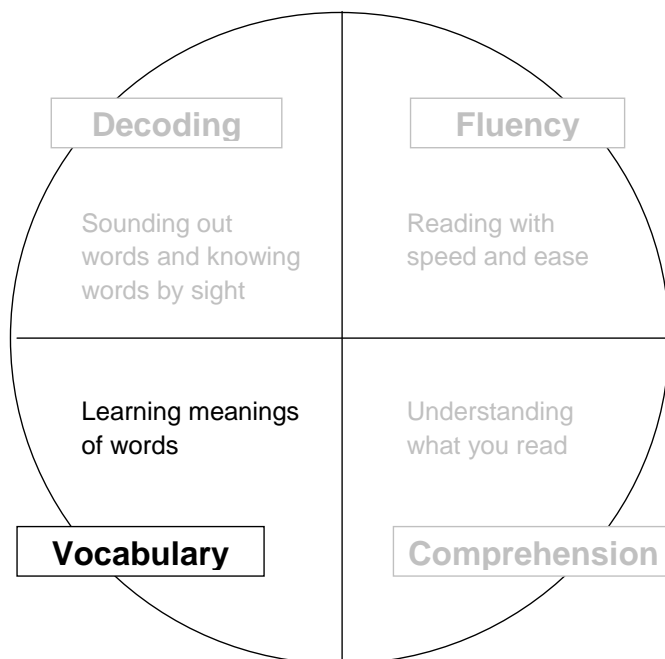 Decoding
Fluency
Sounding out
words and knowing
words by sight
Reading with
speed and ease
Learning meanings
of words
Understanding
what you read
Vocabulary
Comprehension